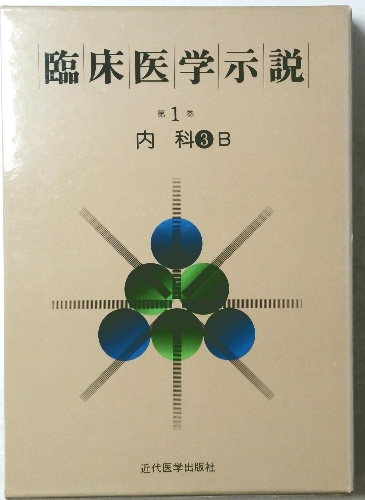 臨床医学示説
第1巻
内科❸B
近代医学出版社